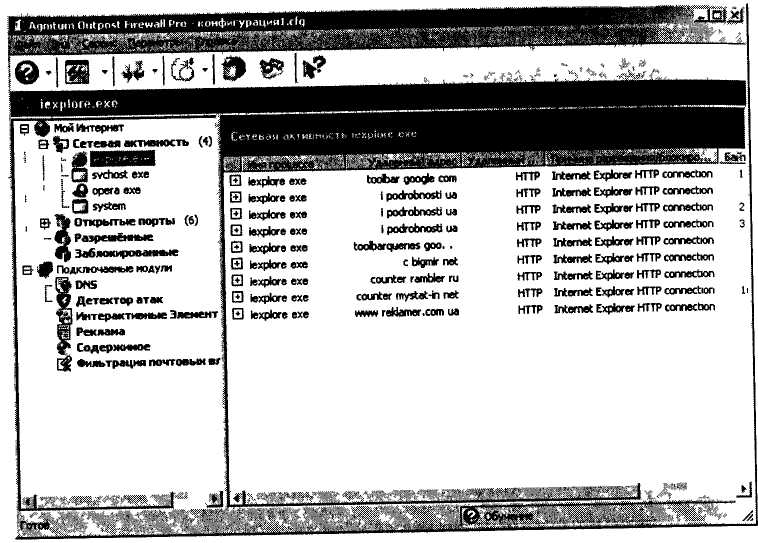 Agnitum Outpost Firewall Pro - конфигурация1.cfg
iexplore.exe
Мой Интернет
Сетевая активность (4)
svchost exe
opera exe
system
Открытые порты (6)
Разрешённые
Заблокированные
Подключаемые модули
DNS
Детектор атак
Интерактивные Элемент
Реклама
Содержимое
Фильтрация почтовых вл
Сетевая активность iexplore exe
Байт
iexplore exe toolbar google com HTTP Internet Explorer HTTP connection 1
iexplore exe i podrobnosti ua HTTP Internet Explorer HTTP connection
iexplore exe i podrobnosti ua HTTP Internet Explorer HTTP connection 2
iexplore exe i podrobnosti ua HTTP Internet Explorer HTTP connection 3
iexplore exe toolbarqueries goo. . HTTP Internet Explorer HTTP connection
iexplore exe c bigmir net HTTP Internet Explorer HTTP connection
iexplore exe counter rambler ru HTTP Internet Explorer HTTP connection
iexplore exe counter mystat-in net HTTP Internet Explorer HTTP connection 1
iexplore exe www reklamer.com ua HTTP Internet Explorer HTTP connection
Готов
Обучение